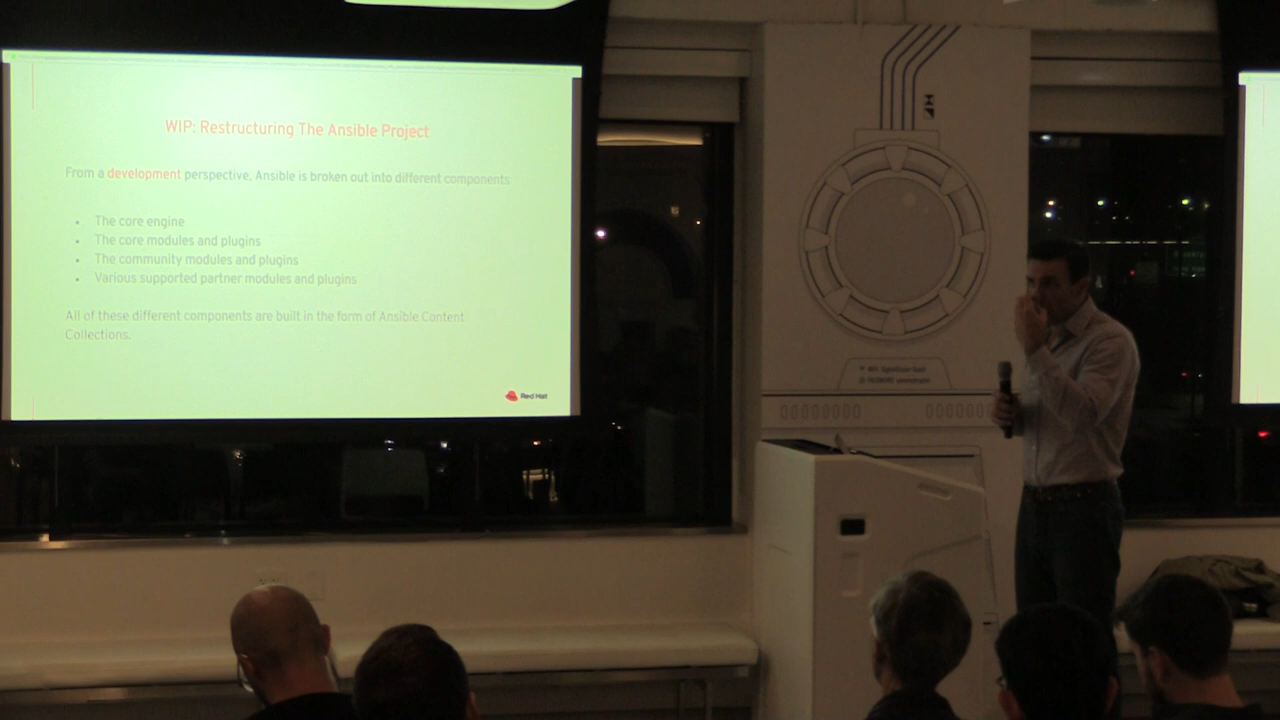 WIP: Restructuring The Ansible Project
From a development perspective, Ansible is broken out into different components
The core engine
The core modules and plugins
The community modules and plugins
Various supported partner modules and plugins
All of these different components are built in the form of Ansible Content
Collections.
Red Hat